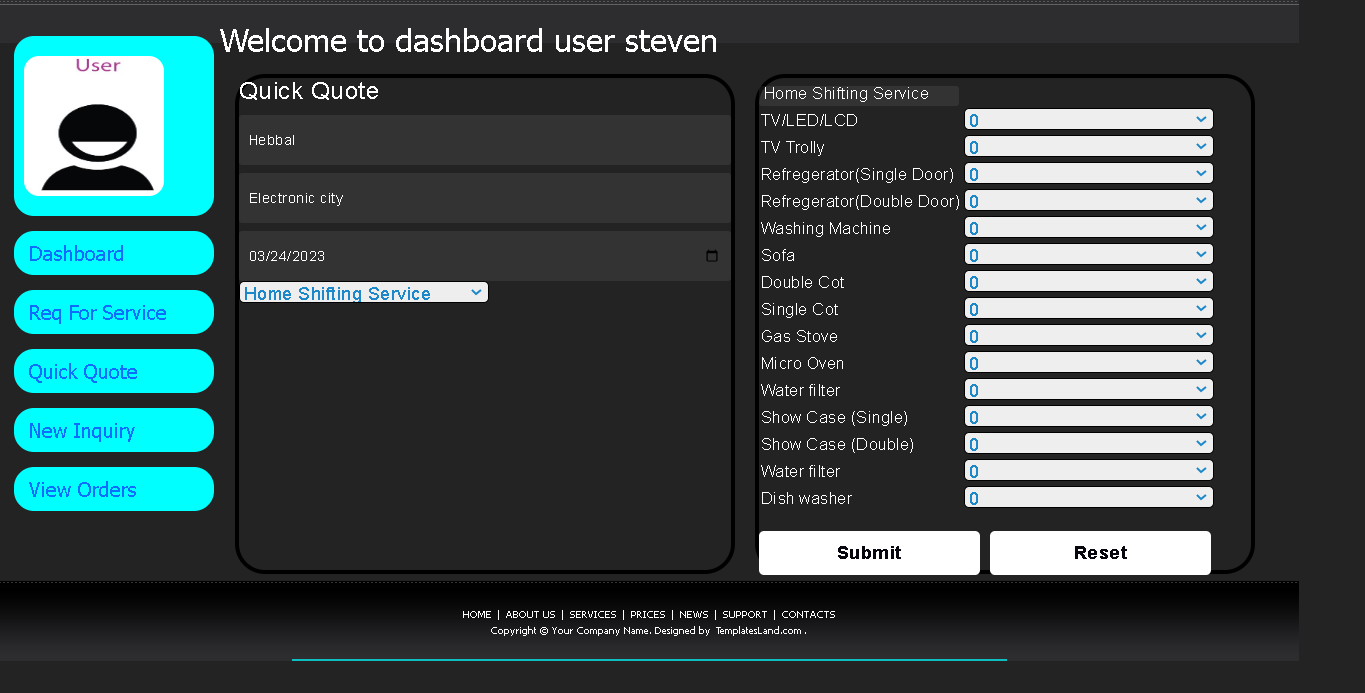 Welcome to dashboard user steven
User
Dashboard
Req For Service
Quick Quote
New Inquiry
View Orders
Quick Quote
Hebbal
Electronic city
03/24/2023
Home Shifting Service
Home Shifting Service
TV/LED/LCD 0
TV Trolly 0
Refregerator(Single Door) 0
Refregerator(Double Door) 0
Washing Machine 0
Sofa 0
Double Cot 0
Single Cot 0
Gas Stove 0
Micro Oven 0
Water filter 0
Show Case (Single) 0
Show Case (Double) 0
Water filter 0
Dish washer 0
Submit Reset
HOME | ABOUT US | SERVICES | PRICES | NEWS | SUPPORT | CONTACTS
Copyright © Your Company Name. Designed by TemplatesLand.com .